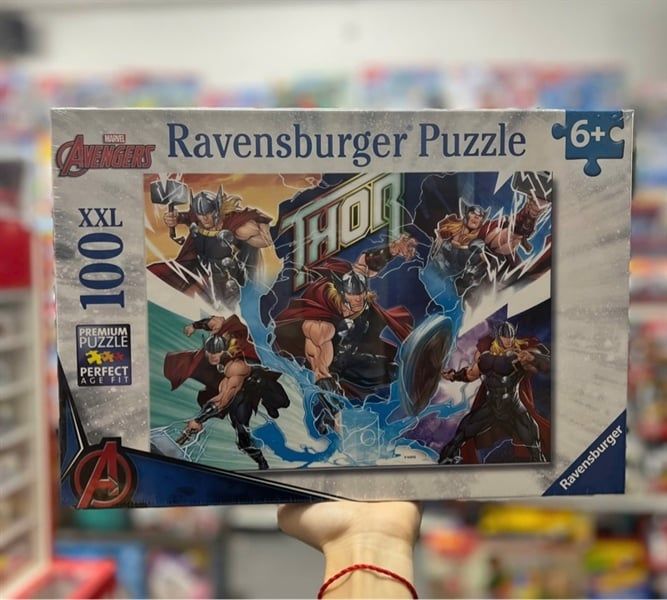 MARVEL
AVENGERS
Ravensburger Puzzle
6+
XXL
100
THOR
PREMIUM
PUZZLE
PERFECT
AGE FIT
Ravensburger